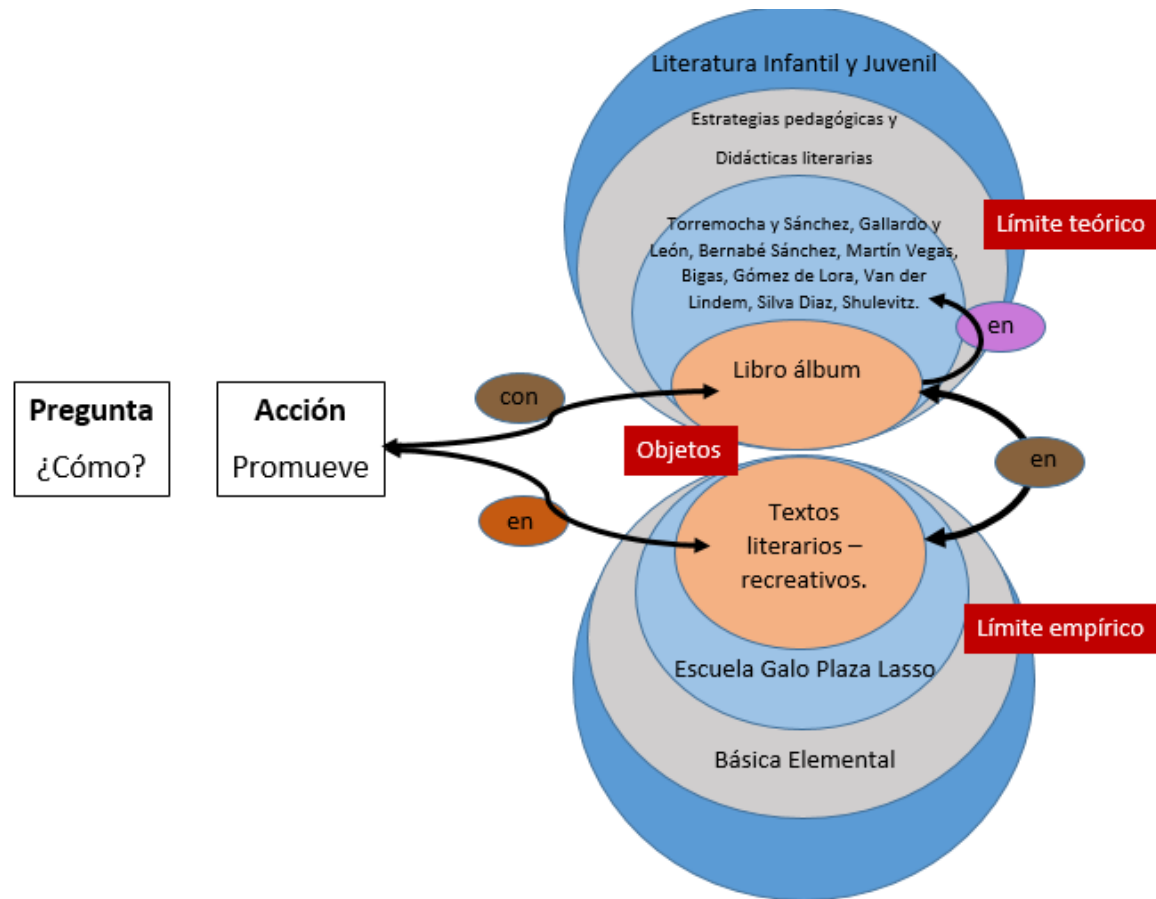 Literatura Infantil y Juvenil
Estrategias pedagógicas y
Didácticas literarias
Torremocha y Sánchez, Gallardo y
León, Bernabé Sánchez, Martín Vegas,
Bigas, Gómez de Lora, Van der
Lindem, Silva Diaz, Shulevitz.
Límite teórico
en
Libro álbum
Pregunta
¿Cómo?
Acción
Promueve
con
Objetos
en
en
Textos
literarios –
recreativos.
Límite empírico
Escuela Galo Plaza Lasso
Básica Elemental